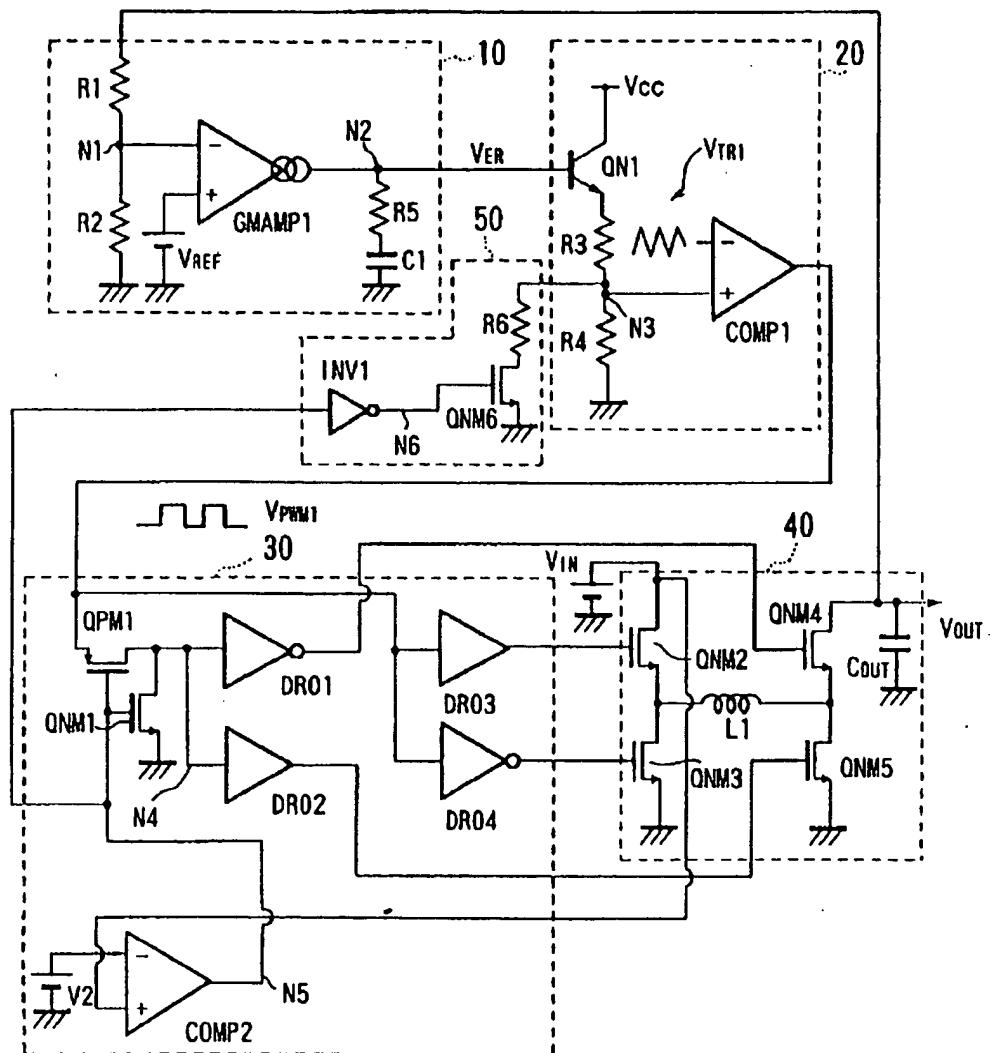 10
20
R1
VCC
N1
N2
VER
QN1
VTRI
R2
GMAMP1
R5
50
R3
VREF
C1
N3
COMP1
R6
R4
INV1
QNM6
N6
VPWM1
30
40
VIN
QPM1
QNM4
VOUT
DR01
DR03
QNM2
COUT
QNM1
L1
N4
DR02
DR04
QNM3
QNM5
V2
N5
COMP2